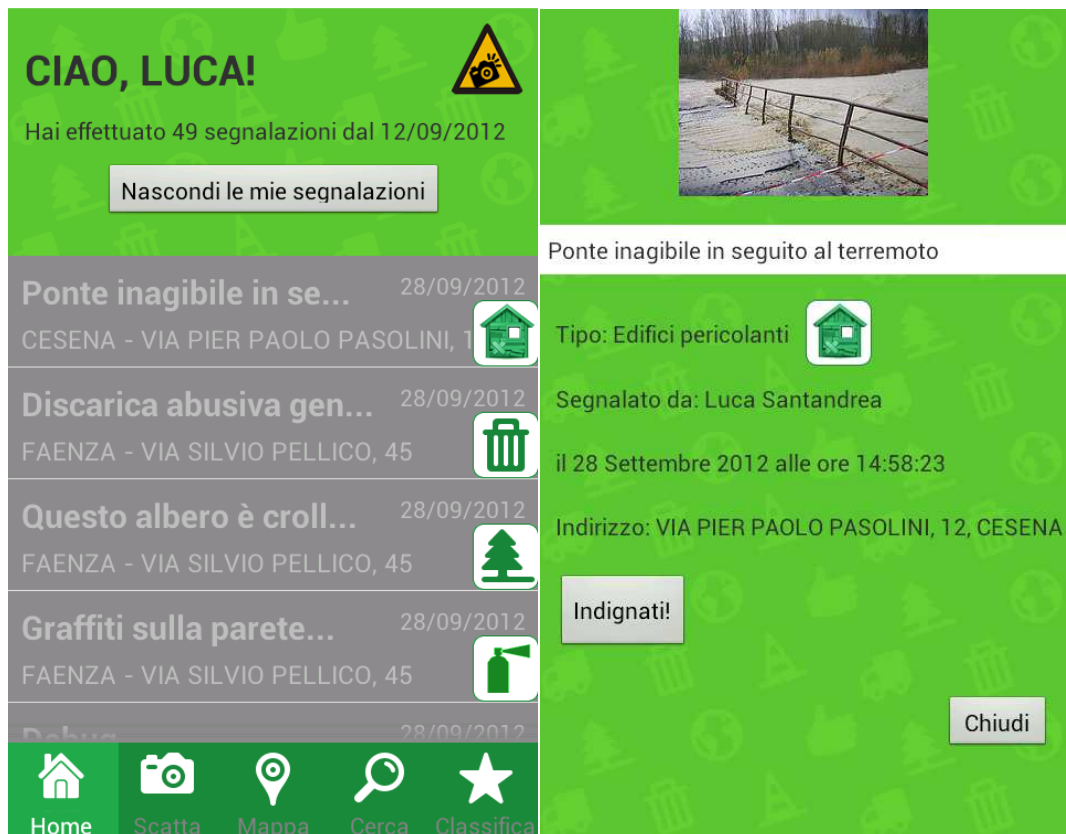 CIAO, LUCA!
Hai effettuato 49 segnalazioni dal 12/09/2012
Nascondi le mie segnalazioni
Ponte inagibile in se...
28/09/2012
CESENA - VIA PIER PAOLO PASOLINI, 1
Discarica abusiva gen...
28/09/2012
FAENZA - VIA SILVIO PELLICO, 45
Questo albero è croll...
28/09/2012
FAENZA - VIA SILVIO PELLICO, 45
Graffiti sulla parete...
28/09/2012
FAENZA - VIA SILVIO PELLICO, 45
Debug
28/09/2012
Home
Scatta
Mappa
Cerca
Classifica
Ponte inagibile in seguito al terremoto
Tipo: Edifici pericolanti
Segnalato da: Luca Santandrea
il 28 Settembre 2012 alle ore 14:58:23
Indirizzo: VIA PIER PAOLO PASOLINI, 12, CESENA
Indignati!
Chiudi